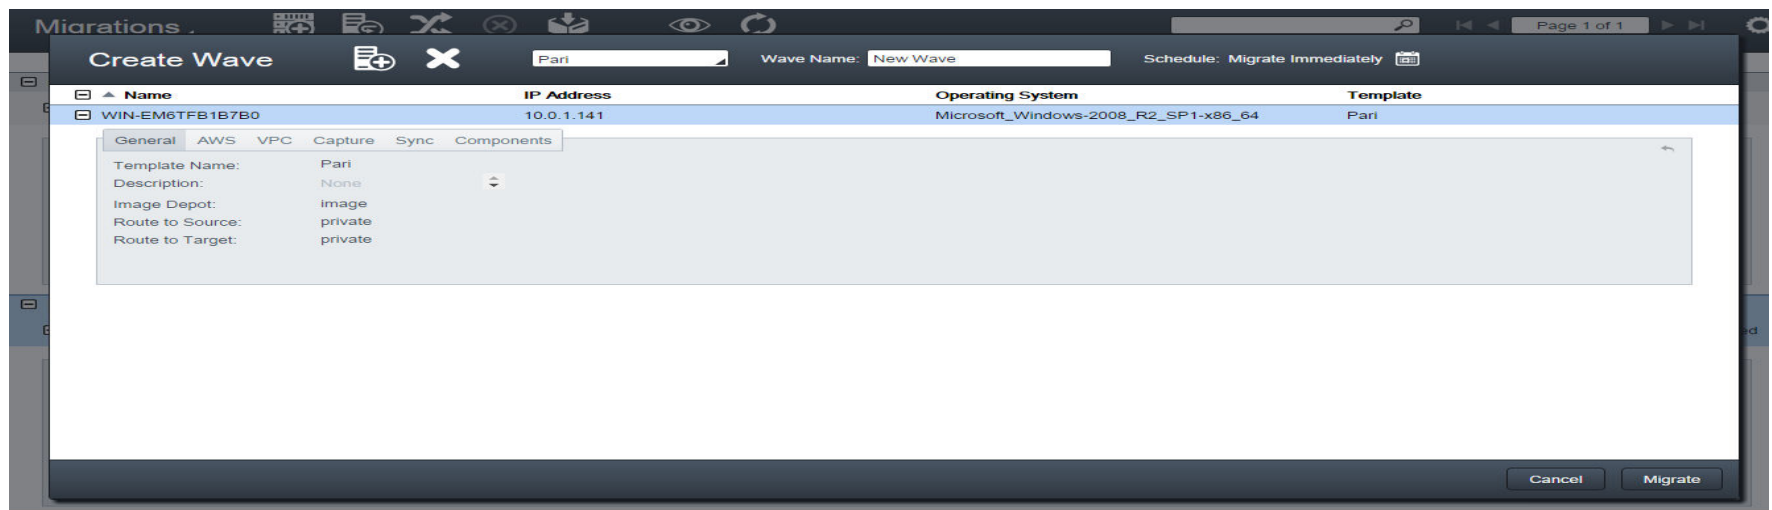 Migrations
Page 1 of 1
Create Wave
Pari
Wave Name: New Wave
Schedule: Migrate Immediately
Name IP Address Operating System Template
WIN-EM6TFB1B7B0 10.0.1.141 Microsoft_Windows-2008_R2_SP1-x86_64 Pari
General AWS VPC Capture Sync Components
Template Name: Pari
Description: None
Image Depot: image
Route to Source: private
Route to Target: private
ed
Cancel Migrate